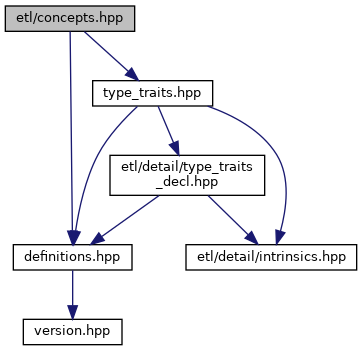 etl/concepts.hpp
type_traits.hpp
etl/detail/type_traits
_decl.hpp
definitions.hpp
etl/detail/intrinsics.hpp
version.hpp